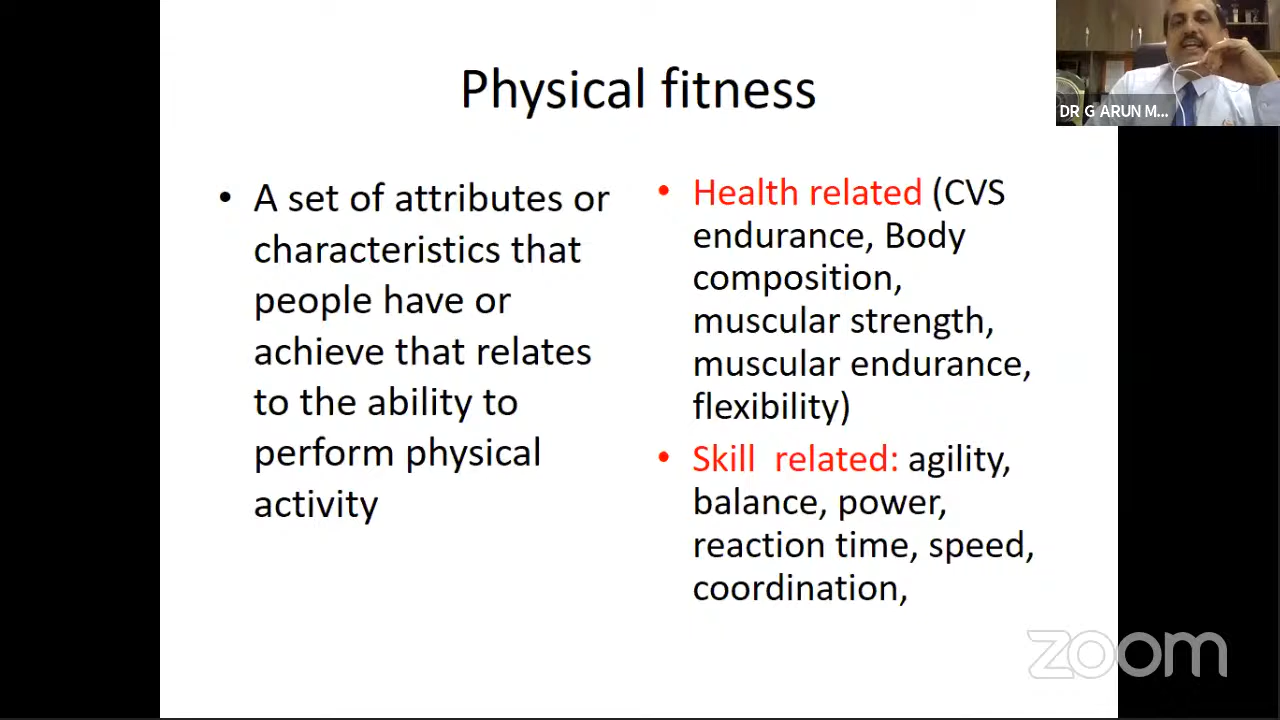 Physical fitness
DR G ARUN M...
• A set of attributes or
characteristics that
people have or
achieve that relates
to the ability to
perform physical
activity
• Health related (CVS
endurance, Body
composition,
muscular strength,
muscular endurance,
flexibility)
• Skill  related: agility,
balance, power,
reaction time, speed,
coordination,
zoom